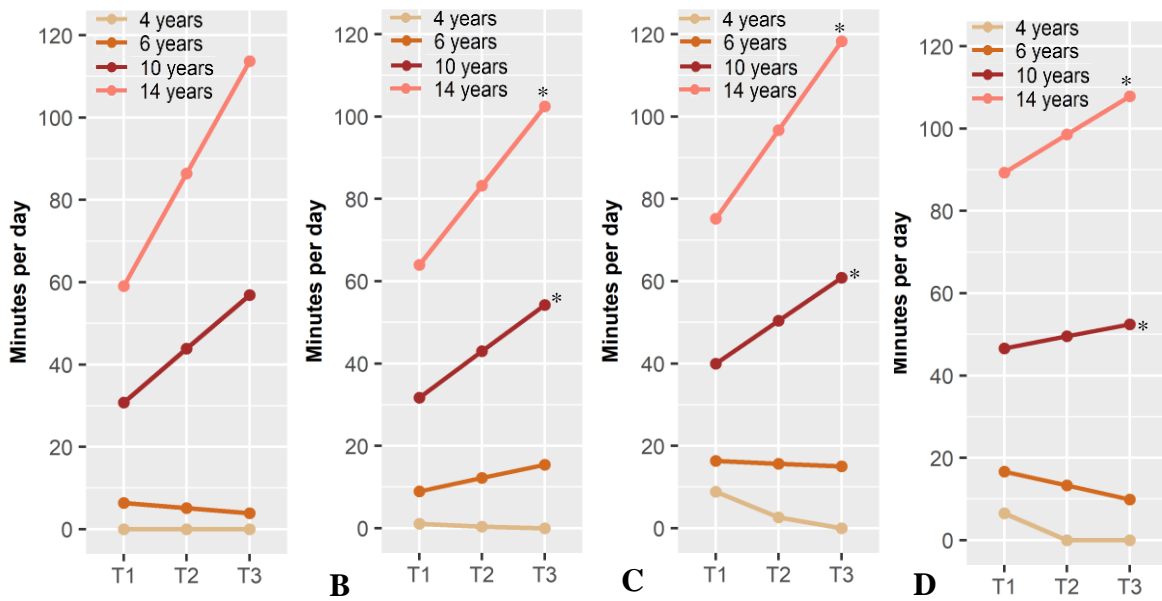 4 years
6 years
10 years
14 years
120
100
80
60
40
20
0
Minutes per day
T1 T2 T3
B
4 years
6 years
10 years
14 years
*
*
120
100
80
60
40
20
0
Minutes per day
T1 T2 T3
C
4 years
6 years
10 years
14 years
*
*
120
100
80
60
40
20
0
Minutes per day
T1 T2 T3
D
4 years
6 years
10 years
14 years
*
*
120
100
80
60
40
20
0
Minutes per day
T1 T2 T3